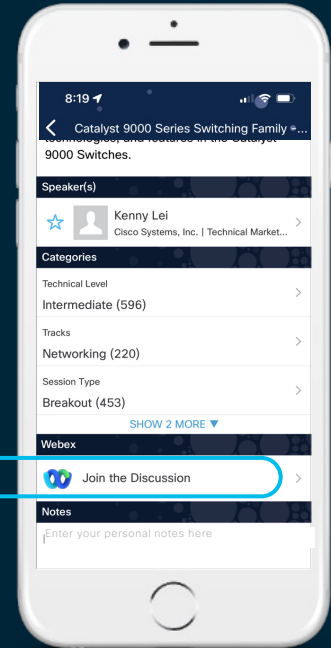 8:19
Catalyst 9000 Series Switching Family -...
technologies, and features in the Catalyst
9000 Switches.
Speaker(s)
Kenny Lei
Cisco Systems, Inc. | Technical Market...
Categories
Technical Level
Intermediate (596)
Tracks
Networking (220)
Session Type
Breakout (453)
SHOW 2 MORE ▼
Webex
Join the Discussion
Notes
Enter your personal notes here